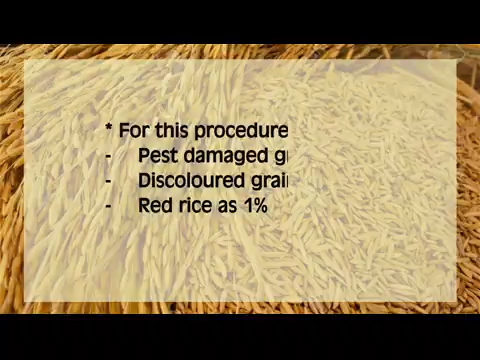 * For this procedure
- Pest damaged
- Discoloured
- Red rice as 1%